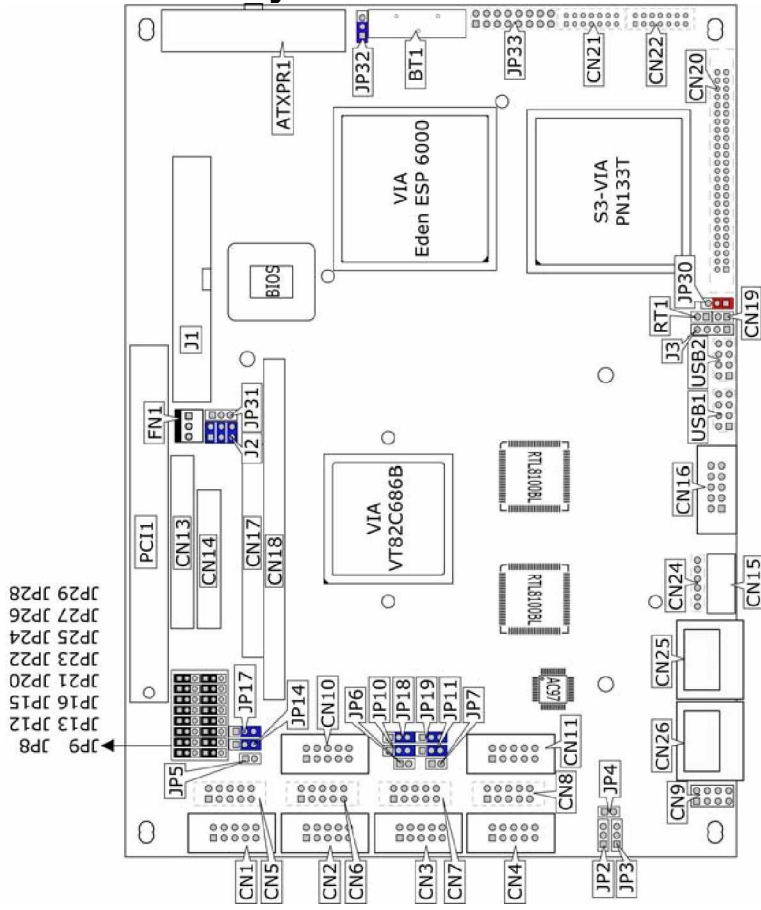 ATXPR1
JP32
BT1
JP33
CN21
CN22
CN20
VIA
Eden ESP 6000
S3-VIA
PN133T
BIOS
J1
JP30
RT1
CN19
J3
USB2
USB1
FN1
JP31
J2
PCI1
CN13
CN14
CN17
CN18
VIA
VT82C686B
RTL8100BL
RTL8100BL
CN16
CN24
CN15
CN25
CN26
CN9
AC97
JP28 JP29
JP26 JP27
JP24 JP25
JP22 JP23
JP20 JP21
JP15 JP16
JP12 JP13
JP8 JP9
JP17
JP14
JP5
CN10
JP6
JP10
JP18
JP19
JP11
JP7
CN11
CN8
JP4
JP2
JP3
CN1
CN5
CN2
CN6
CN3
CN7
CN4